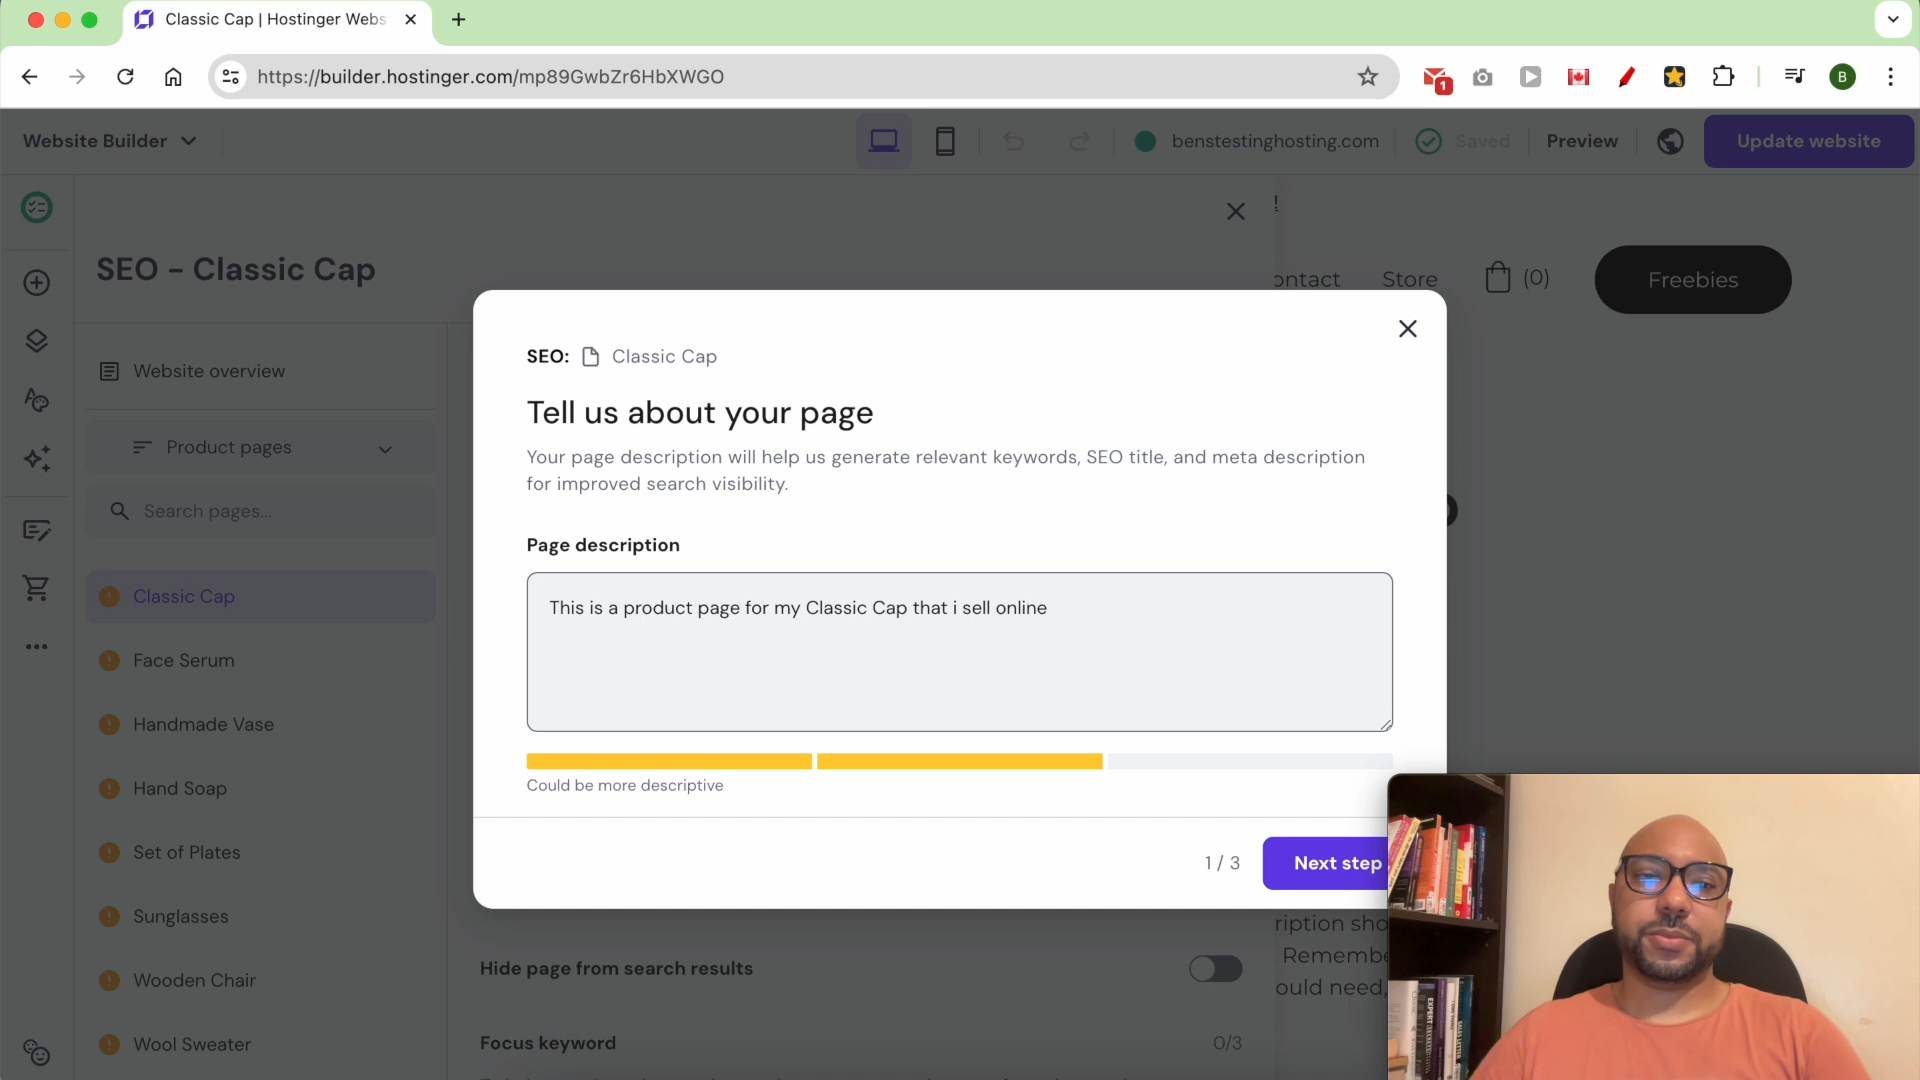 Classic Cap | Hostinger Webs
https://builder.hostinger.com/mp89GwbZr6HbXWGO
1
B
Website Builder
benstestinghosting.com
Saved
Preview
Update website
SEO - Classic Cap
ontact
Store
(0)
Freebies
Website overview
Product pages
Search pages...
Classic Cap
Face Serum
Handmade Vase
Hand Soap
Set of Plates
Sunglasses
Wooden Chair
Wool Sweater
SEO:
Classic Cap
Tell us about your page
Your page description will help us generate relevant keywords, SEO title, and meta description
for improved search visibility.
Page description
This is a product page for my Classic Cap that i sell online
Could be more descriptive
1 / 3
Next step
Hide page from search results
Focus keyword
0/3
ription sho
Remembe
ould need,
EXPERT